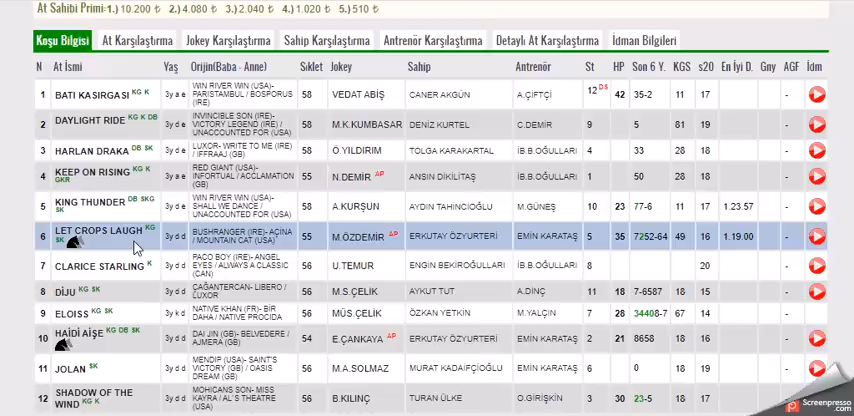 At Sahibi Primi: 1.) 10.200 ₺ 2.) 4.080 ₺ 3.) 2.040 ₺ 4.) 1.020 ₺ 5.) 510 ₺
Koşu Bilgisi At Karşılaştırma Jokey Karşılaştırma Sahip Karşılaştırma Antrenör Karşılaştırma Detaylı At Karşılaştırma İdman Bilgileri
N At İsmi Yaş Orijin(Baba - Anne) Sıklet Jokey Sahip Antrenör St HP Son 6 Y. KGS s20 En İyi D. Gny AGF İdm
1 BATI KASIRGASI KG K 3y a e WIN RIVER WIN (USA)- PARISTAMBUL / BOSPORUS (IRE) 58 VEDAT ABİŞ CANER AKGÜN A.ÇİFTÇİ 12 DS 42 35-2 11 17 -
2 DAYLIGHT RIDE KG K DB 3y d e INVINCIBLE SON (IRE)- VICTORY LEGEND (IRE) / UNACCOUNTED FOR (USA) 58 M.K.KUMBASAR DENİZ KURTEL C.DEMİR 9 5 81 19 -
3 HARLAN DRAKA DB SK 3y d e LUXOR- WRITE TO ME (IRE) / IFFRAAJ (GB) 58 Ö.YILDIRIM TOLGA KARAKARTAL İB.B.OĞULLARI 4 33 28 18 -
4 KEEP ON RISING KG K GKR 3y a e RED GIANT (USA)- INFORTUAL / ACCLAMATION (GB) 55 N.DEMİR AP ANSIN DİKİLİTAŞ İB.B.OĞULLARI 1 50 28 18 -
5 KING THUNDER DB SKG SK 3y d e WIN RIVER WIN (USA)- SHALL WE DANCE / UNACCOUNTED FOR (USA) 58 A.KURŞUN AYDIN TAHİNCİOĞLU M.GÜNEŞ 10 23 77-6 11 17 1.23.57 -
6 LET CROPS LAUGH KG SK 3y d d BUSHRANGER (IRE)- AÇİNA / MOUNTAIN CAT (USA) 55 M.ÖZDEMİR AP ERKUTAY ÖZYURTERİ EMİN KARATAŞ 5 35 7252-64 49 16 1.19.00 -
7 CLARICE STARLING K 3y d d PACO BOY (IRE)- ANGEL EYES / ALWAYS A CLASSIC (CAN) 56 U.TEMUR ENGİN BEKİROĞULLARI İB.B.OĞULLARI 8 20 -
8 DİJU KG SK 3y d d ÇAĞANTERCAN- LIBERO / LUXOR 56 M.S.ÇELİK AYKUT TUT A.DİNÇ 11 18 7-6587 18 15 -
9 ELOISS KG SK 3y k d NATIVE KHAN (FR)- BİR DAHA / NATIVE PROCIDA 56 MÜS.ÇELİK ÖZKAN YETKİN M.YALÇIN 7 28 34408-7 67 14 -
10 HAİDİ AİŞE KG DB SK 3y k d DAI JIN (GB)- BELVEDERE / AJMERA (GB) 54 E.ÇANKAYA AP ERKUTAY ÖZYURTERİ EMİN KARATAŞ 2 21 8658 18 16 -
11 JOLAN SK 3y d d MENDIP (USA)- SAINT'S VICTORY (GB) / OASIS DREAM (GB) 56 M.A.SOLMAZ MURAT KADAİFÇİOĞLU EMİN KARATAŞ 6 0 18 19 -
12 SHADOW OF THE WIND KG K 3y d d MOHICANS SON- MISS KAYRA / AL'S THEATRE (USA) 56 B.KILINÇ TURAN ÜLKE O.GİRİŞKİN 3 30 23-5 18 17 -
Screenpresso
.com